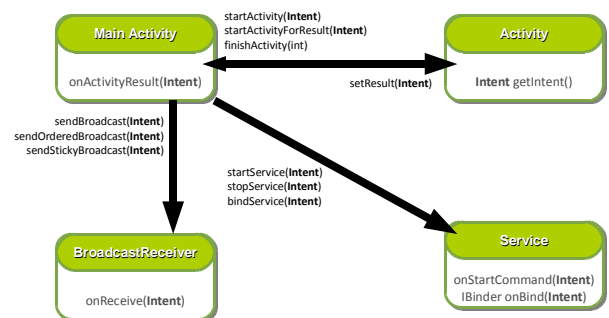 Main Activity
onActivityResult(Intent)
startActivity(Intent)
startActivityForResult(Intent)
finishActivity(int)
setResult(Intent)
Activity
Intent getIntent()
sendBroadcast(Intent)
sendOrderedBroadcast(Intent)
sendStickyBroadcast(Intent)
startService(Intent)
stopService(Intent)
bindService(Intent)
BroadcastReceiver
onReceive(Intent)
Service
onStartCommand(Intent)
IBinder onBind(Intent)